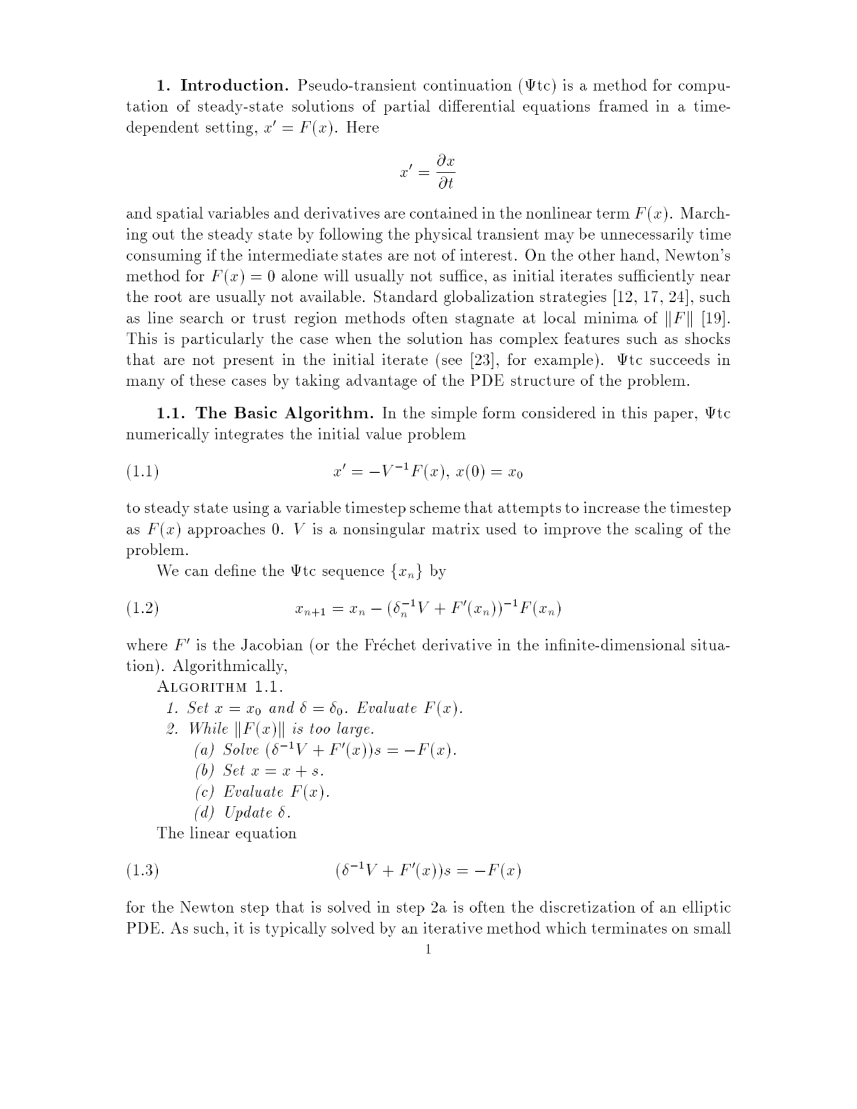 1. Introduction. Pseudo-transient continuation (Ψtc) is a method for compu-
tation of steady-state solutions of partial differential equations framed in a time-
dependent setting, x′ = F(x). Here
x′ = ∂x/∂t
and spatial variables and derivatives are contained in the nonlinear term F(x). March-
ing out the steady state by following the physical transient may be unnecessarily time
consuming if the intermediate states are not of interest. On the other hand, Newton's
method for F(x) = 0 alone will usually not suffice, as initial iterates sufficiently near
the root are usually not available. Standard globalization strategies [12, 17, 24], such
as line search or trust region methods often stagnate at local minima of ‖F‖ [19].
This is particularly the case when the solution has complex features such as shocks
that are not present in the initial iterate (see [23], for example). Ψtc succeeds in
many of these cases by taking advantage of the PDE structure of the problem.
1.1. The Basic Algorithm. In the simple form considered in this paper, Ψtc
numerically integrates the initial value problem
(1.1) x′ = −V⁻¹F(x), x(0) = x₀
to steady state using a variable timestep scheme that attempts to increase the timestep
as F(x) approaches 0. V is a nonsingular matrix used to improve the scaling of the
problem.
We can define the Ψtc sequence {xₙ} by
(1.2) xₙ₊₁ = xₙ − (δₙ⁻¹V + F′(xₙ))⁻¹F(xₙ)
where F′ is the Jacobian (or the Fréchet derivative in the infinite-dimensional situa-
tion). Algorithmically,
ALGORITHM 1.1.
1. Set x = x₀ and δ = δ₀. Evaluate F(x).
2. While ‖F(x)‖ is too large.
(a) Solve (δ⁻¹V + F′(x))s = −F(x).
(b) Set x = x + s.
(c) Evaluate F(x).
(d) Update δ.
The linear equation
(1.3) (δ⁻¹V + F′(x))s = −F(x)
for the Newton step that is solved in step 2a is often the discretization of an elliptic
PDE. As such, it is typically solved by an iterative method which terminates on small
1